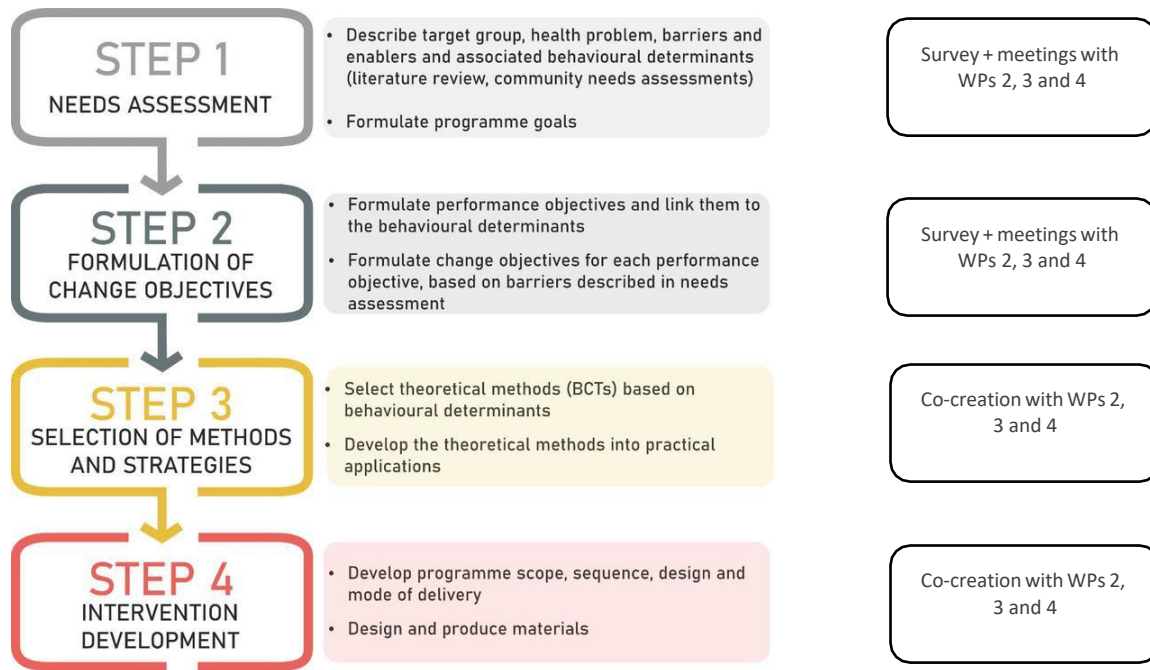 STEP 1
NEEDS ASSESSMENT
• Describe target group, health problem, barriers and
enablers and associated behavioural determinants
(literature review, community needs assessments)
• Formulate programme goals
Survey + meetings with
WPs 2, 3 and 4
STEP 2
FORMULATION OF
CHANGE OBJECTIVES
• Formulate performance objectives and link them to
the behavioural determinants
• Formulate change objectives for each performance
objective, based on barriers described in needs
assessment
Survey + meetings with
WPs 2, 3 and 4
STEP 3
SELECTION OF METHODS
AND STRATEGIES
• Select theoretical methods (BCTs) based on
behavioural determinants
• Develop the theoretical methods into practical
applications
Co-creation with WPs 2,
3 and 4
STEP 4
INTERVENTION
DEVELOPMENT
• Develop programme scope, sequence, design and
mode of delivery
• Design and produce materials
Co-creation with WPs 2,
3 and 4